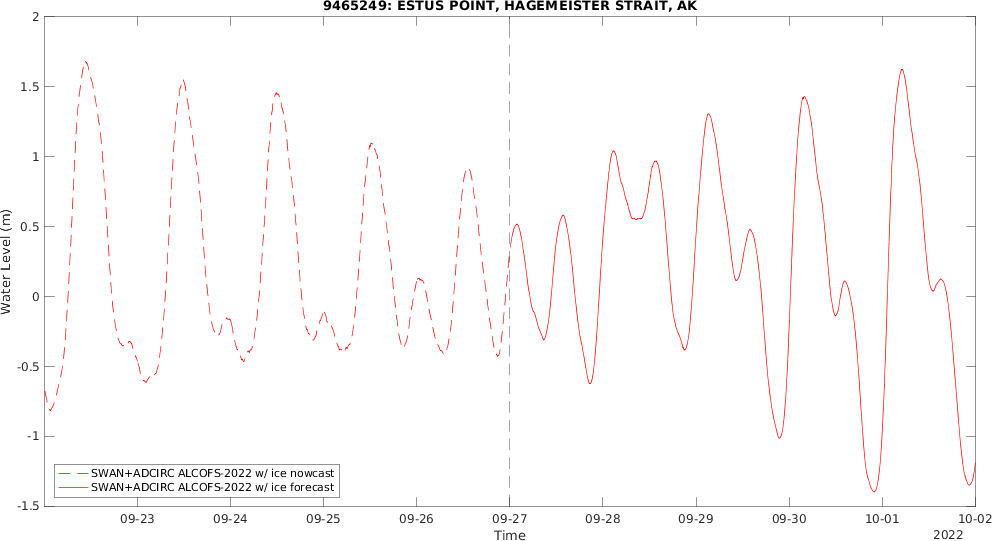 9465249: ESTUS POINT, HAGEMEISTER STRAIT, AK
2
1.5
1
0.5
0
-0.5
-1
-1.5
Water Level (m)
SWAN+ADCIRC ALCOFS-2022 w/ ice nowcast
SWAN+ADCIRC ALCOFS-2022 w/ ice forecast
09-23 09-24 09-25 09-26 09-27 09-28 09-29 09-30 10-01 10-02
Time
2022